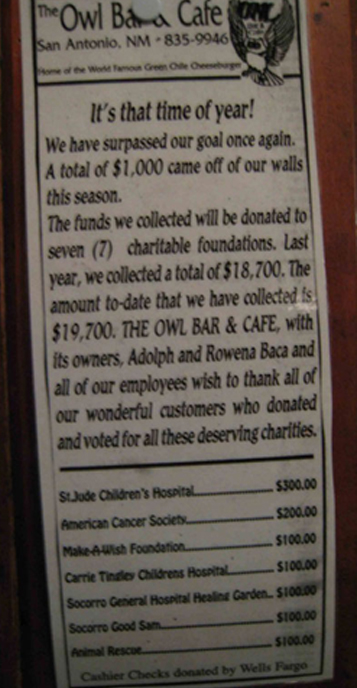 The Owl Bar & Cafe
San Antonio, NM • 835-9946
Home of the World Famous Green Chile Cheeseburger
It's that time of year!
We have surpassed our goal once again.
A total of $1,000 came off of our walls
this season.
The funds we collected will be donated to
seven (7) charitable foundations. Last
year, we collected a total of $18,700. The
amount to-date that we have collected is
$19,700. THE OWL BAR & CAFE, with
its owners, Adolph and Rowena Baca and
all of our employees wish to thank all of
our wonderful customers who donated
and voted for all these deserving charities.
St.Jude Children's Hospital.................... $300.00
American Cancer Society...................... $200.00
Make-A-Wish Foundation...................... $100.00
Carrie Tingley Childrens Hospital........... $100.00
Socorro General Hospital Healing Garden... $100.00
Socorro Good Sam............................ $100.00
Animal Rescue................................ $100.00
Cashier Checks donated by Wells Fargo